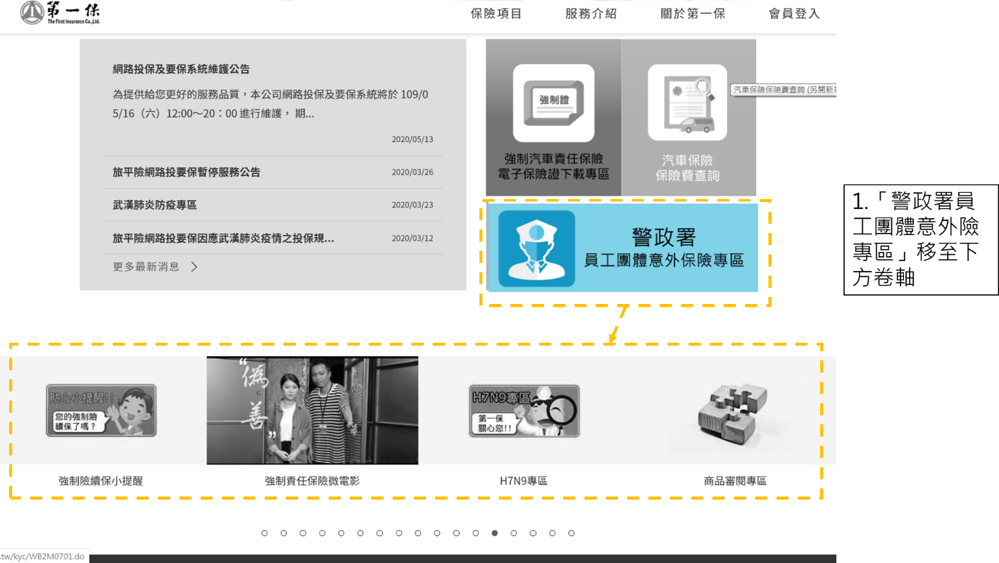 第一保
The First Insurance Co.,Ltd.
保險項目
服務介紹
關於第一保
會員登入
網路投保及要保系統維護公告
為提供給您更好的服務品質，本公司網路投保及要保系統將於 109/0
5/16（六）12:00～20：00 進行維護， 期...
2020/05/13
旅平險網路投要保暫停服務公告
2020/03/26
武漢肺炎防疫專區
2020/03/23
旅平險網路投要保因應武漢肺炎疫情之投保規...
2020/03/12
更多最新消息
強制證
強制汽車責任保險
電子保險證下載專區
汽車保險
保險費查詢
汽車保險保險費查詢 (另開新
警政署
員工團體意外保險專區
1.「警政署員
工團體意外險
專區」移至下
方卷軸
貼心小提醒!!
您的強制險
續保了嗎？
“偽
善”
H7N9專區
第一保
關心您!!
強制險續保小提醒
強制責任保險微電影
H7N9專區
商品審閱專區
.tw/kyc/WB2M0701.do